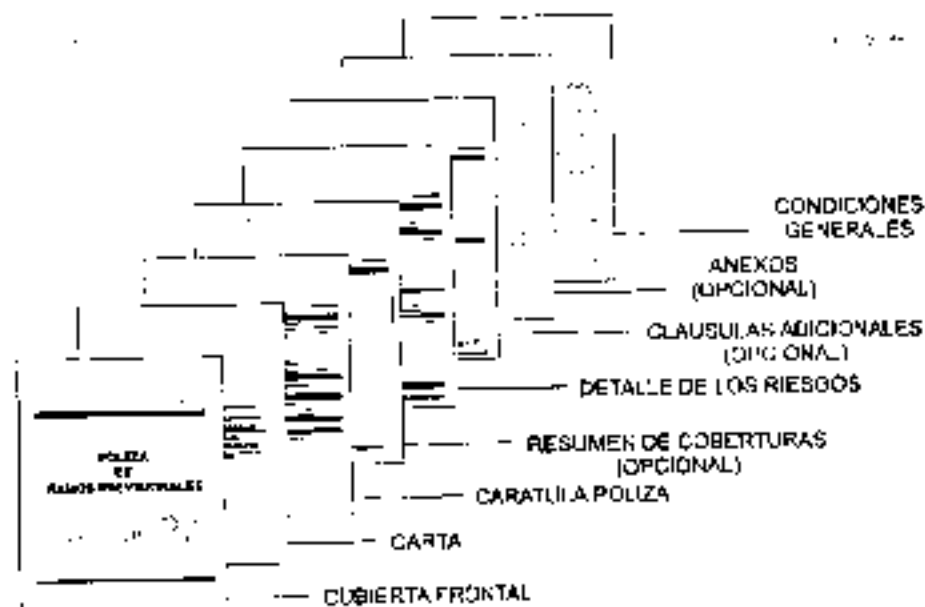 CONDICIONES
GENERALES
ANEXOS
(OPCIONAL)
CLAUSULAS ADICIONALES
(OPCIONAL)
DETALLE DE LOS RIESGOS
RESUMEN DE COBERTURAS
(OPCIONAL)
CARATULA POLIZA
CARTA
CUBIERTA FRONTAL
POLIZA
DE
RAMOS